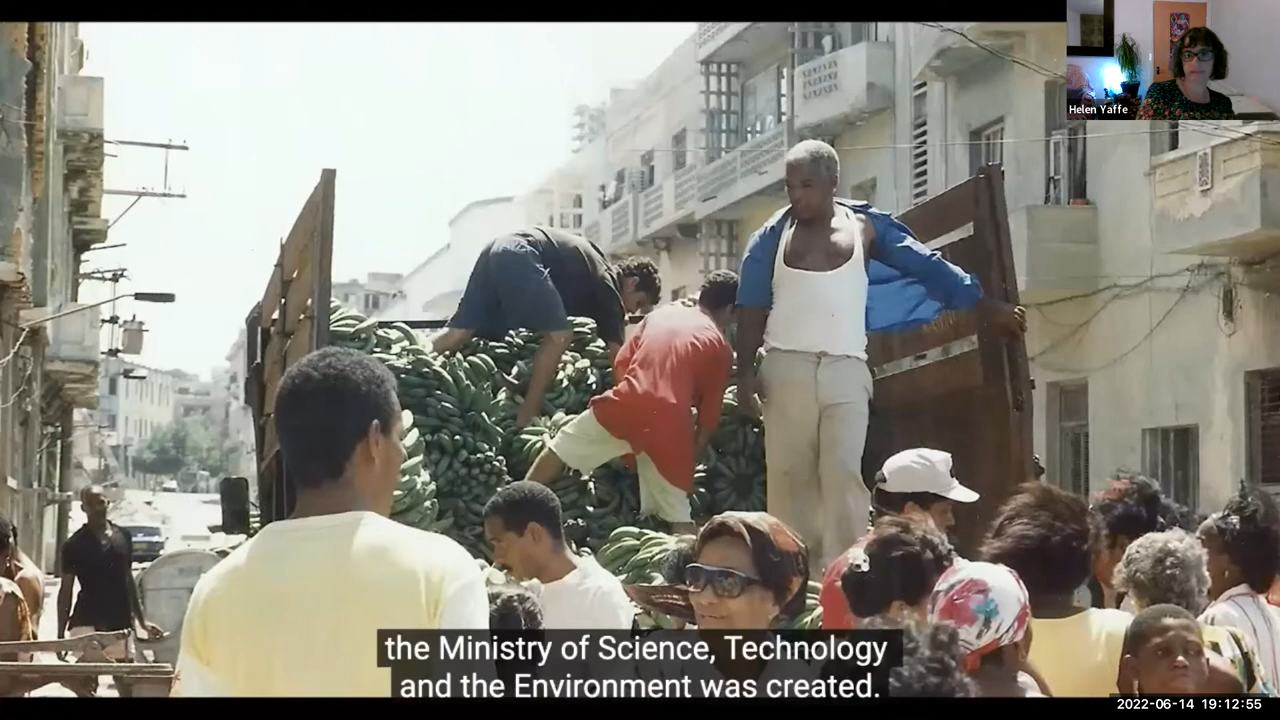 Helen Yaffe
the Ministry of Science, Technology
and the Environment was created.
2022-06-14 19:12:55